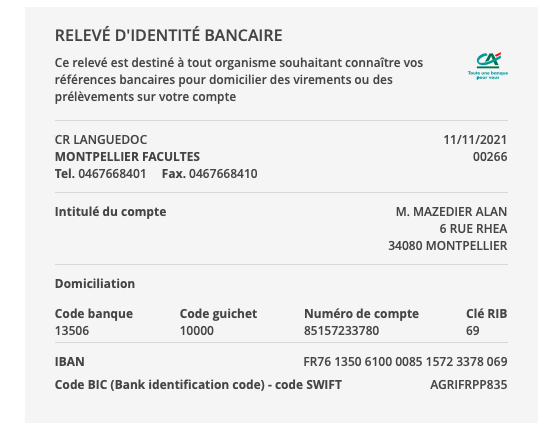 RELEVÉ D'IDENTITÉ BANCAIRE
Ce relevé est destiné à tout organisme souhaitant connaître vos
références bancaires pour domicilier des virements ou des
prélèvements sur votre compte
CA
Toute une banque
pour vous
CR LANGUEDOC 11/11/2021
MONTPELLIER FACULTES 00266
Tel. 0467668401 Fax. 0467668410
Intitulé du compte M. MAZEDIER ALAN
6 RUE RHEA
34080 MONTPELLIER
Domiciliation
Code banque Code guichet Numéro de compte Clé RIB
13506 10000 85157233780 69
IBAN FR76 1350 6100 0085 1572 3378 069
Code BIC (Bank identification code) - code SWIFT AGRIFRPP835